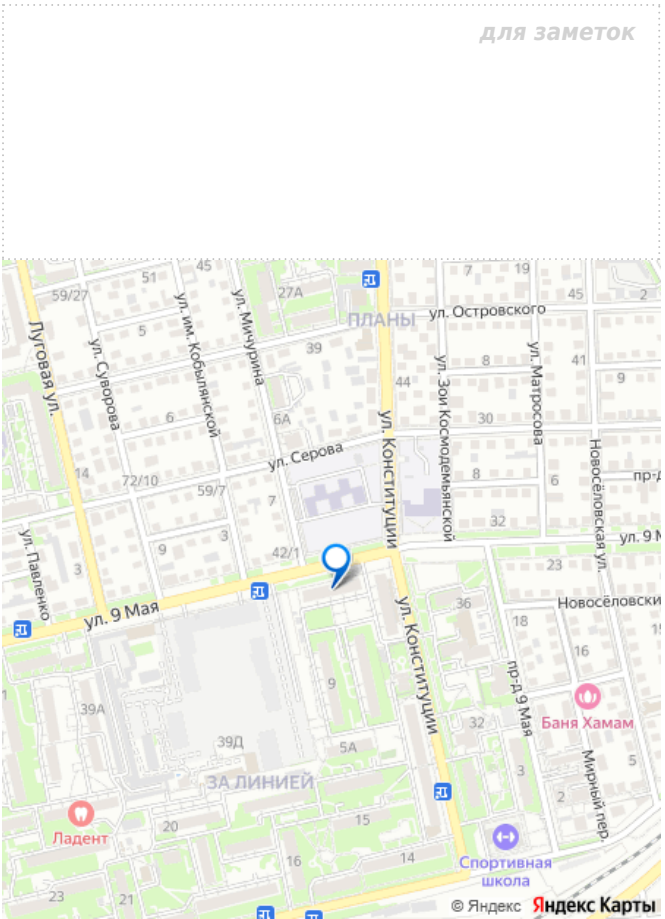 для заметок
45
51
59/27
27А
7
19
45
2
ул. Островского
ПЛАНЫ
5
Луговая ул.
ул. Суворова
ул. им. Кобылянской
ул. Мичурина
39
8
41
9
44
ул. Зои Космодемьянской
ул. Матросова
6
6А
30
ул. Конституции
ул. Серова
14
72/10
59/7
7
8
6
пр-д
Новосёловская ул.
32
ул. Павленко
3
9
3
42/1
ул. 9 М
23
ул. 9 Мая
36
Новосёловски
18
16
ул. Конституции
пр-д 9 Мая
39А
9
39Д
5А
32
Баня Хамам
3
5
2
Мирный пер.
ЗА ЛИНИЕЙ
Ладент
20
15
16
14
Спортивная
школа
23
21
© Яндекс Яндекс Карты